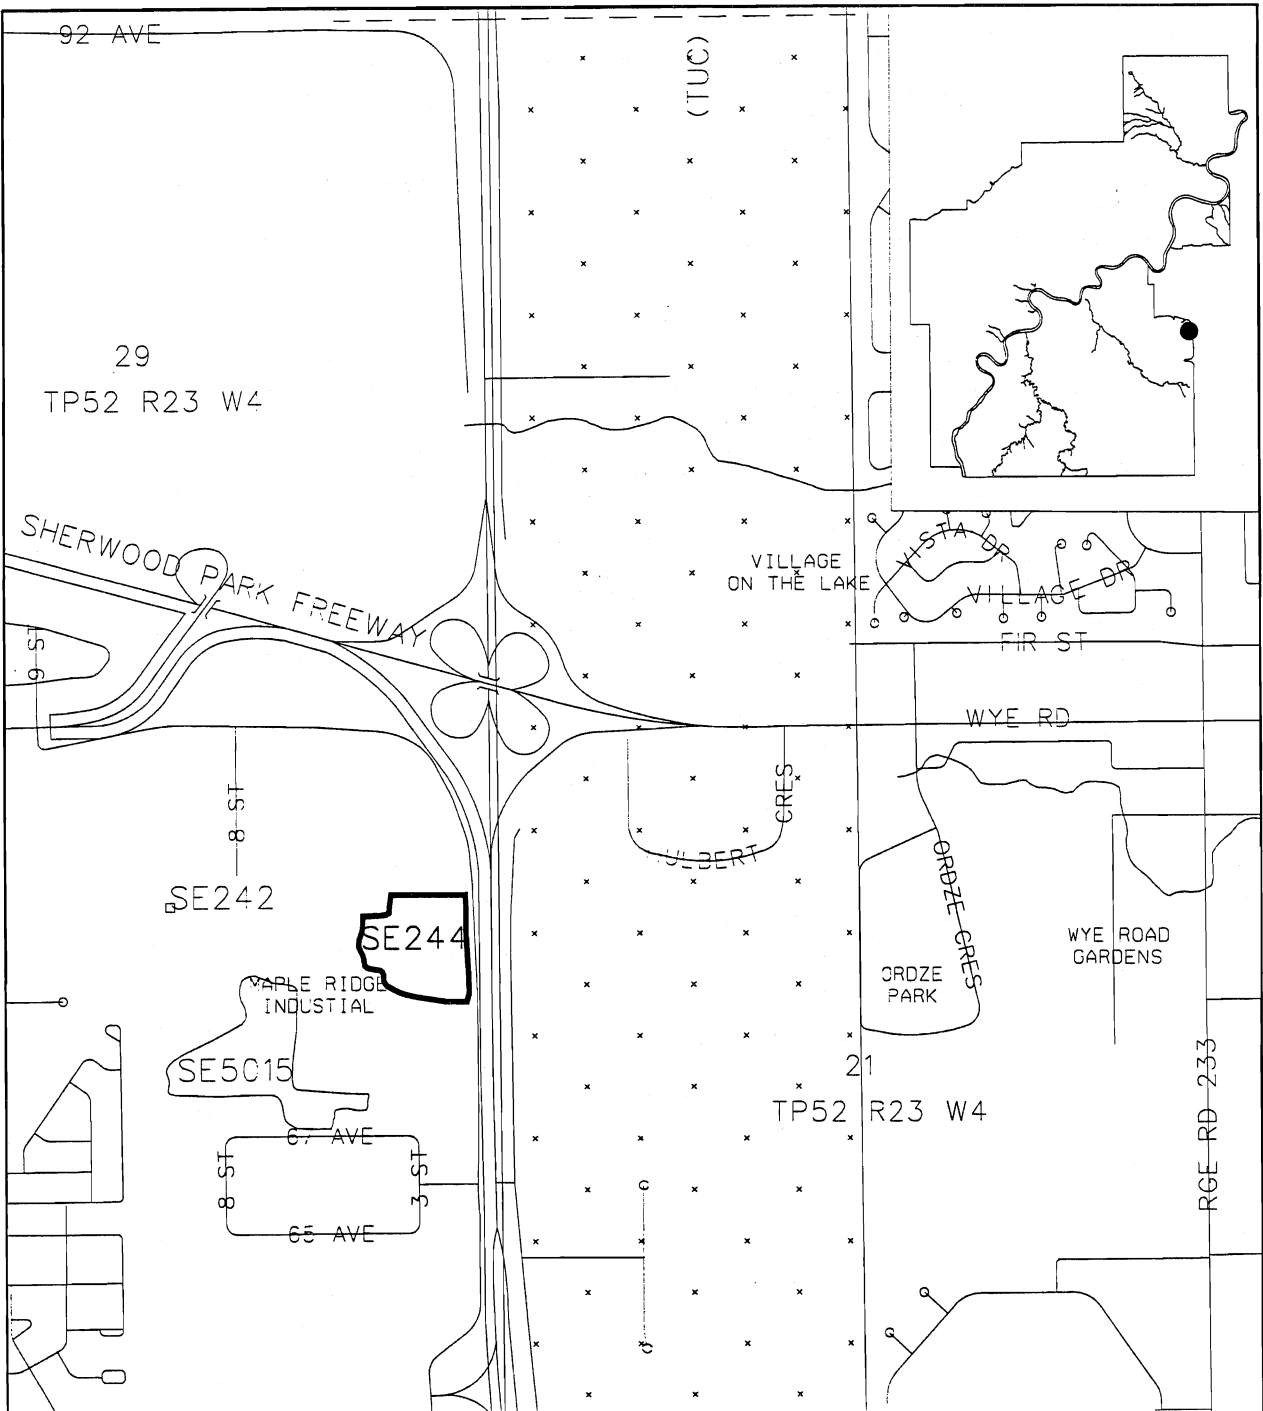 92 AVE
(TUC)
29
TP52 R23 W4
SHERWOOD PARK FREEWAY
VISTA DR
VILLAGE
ON THE LAKE
VILLAGE DR
FIR ST
9 ST
WYE RD
8 ST
CRES
ULBERT
ORDZE CRES
SE242
SE244
WYE ROAD
GARDENS
ORDZE
PARK
MAPLE RIDGE
INDUSTIAL
SE5015
21
TP52 R23 W4
RGE RD 233
67 AVE
8 ST
3 ST
65 AVE